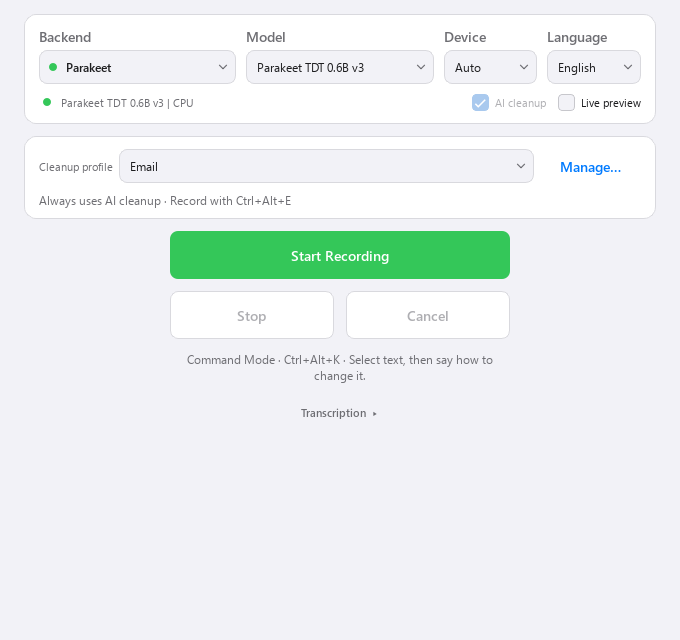 Backend Model Device Language
Parakeet Parakeet TDT 0.6B v3 Auto English
Parakeet TDT 0.6B v3 | CPU AI cleanup Live preview
Cleanup profile Email Manage...
Always uses AI cleanup · Record with Ctrl+Alt+E
Start Recording
Stop Cancel
Command Mode · Ctrl+Alt+K · Select text, then say how to
change it.
Transcription ▸